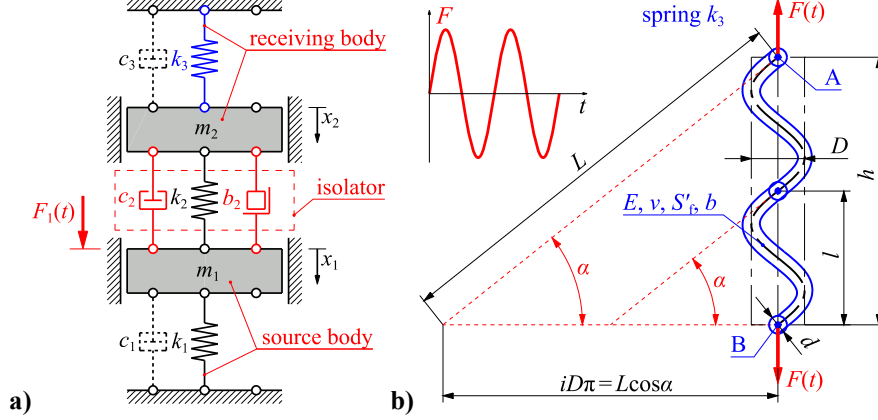 receiving body
c₃
k₃
m₂
x₂
c₂
k₂
b₂
isolator
F₁(t)
m₁
x₁
c₁
k₁
source body
a)
F
t
spring k₃
F(t)
A
L
D
h
E, ν, S′f, b
l
α
α
B
d
F(t)
iDπ = Lcosα
b)